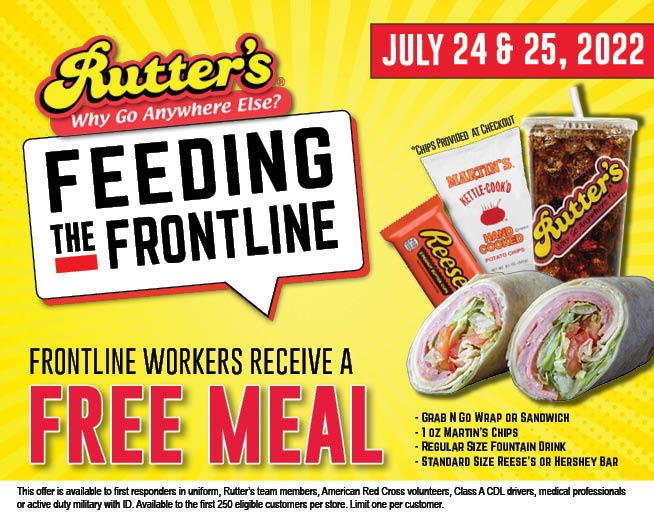 JULY 24 & 25, 2022
Rutter's®
Why Go Anywhere Else?
FEEDING
THE FRONTLINE
*CHIPS PROVIDED AT CHECKOUT
MARTIN'S
KETTLE-COOK'D
HAND
COOKED
POTATO CHIPS
Reese
Rutter's
Why Go Anywhere
FRONTLINE WORKERS RECEIVE A
FREE MEAL
- GRAB N GO WRAP OR SANDWICH
- 1 OZ MARTIN'S CHIPS
- REGULAR SIZE FOUNTAIN DRINK
- STANDARD SIZE REESE'S OR HERSHEY BAR
This offer is available to first responders in uniform, Rutter's team members, American Red Cross volunteers, Class A CDL drivers, medical professionals
or active duty military with ID. Available to the first 250 eligible customers per store. Limit one per customer.